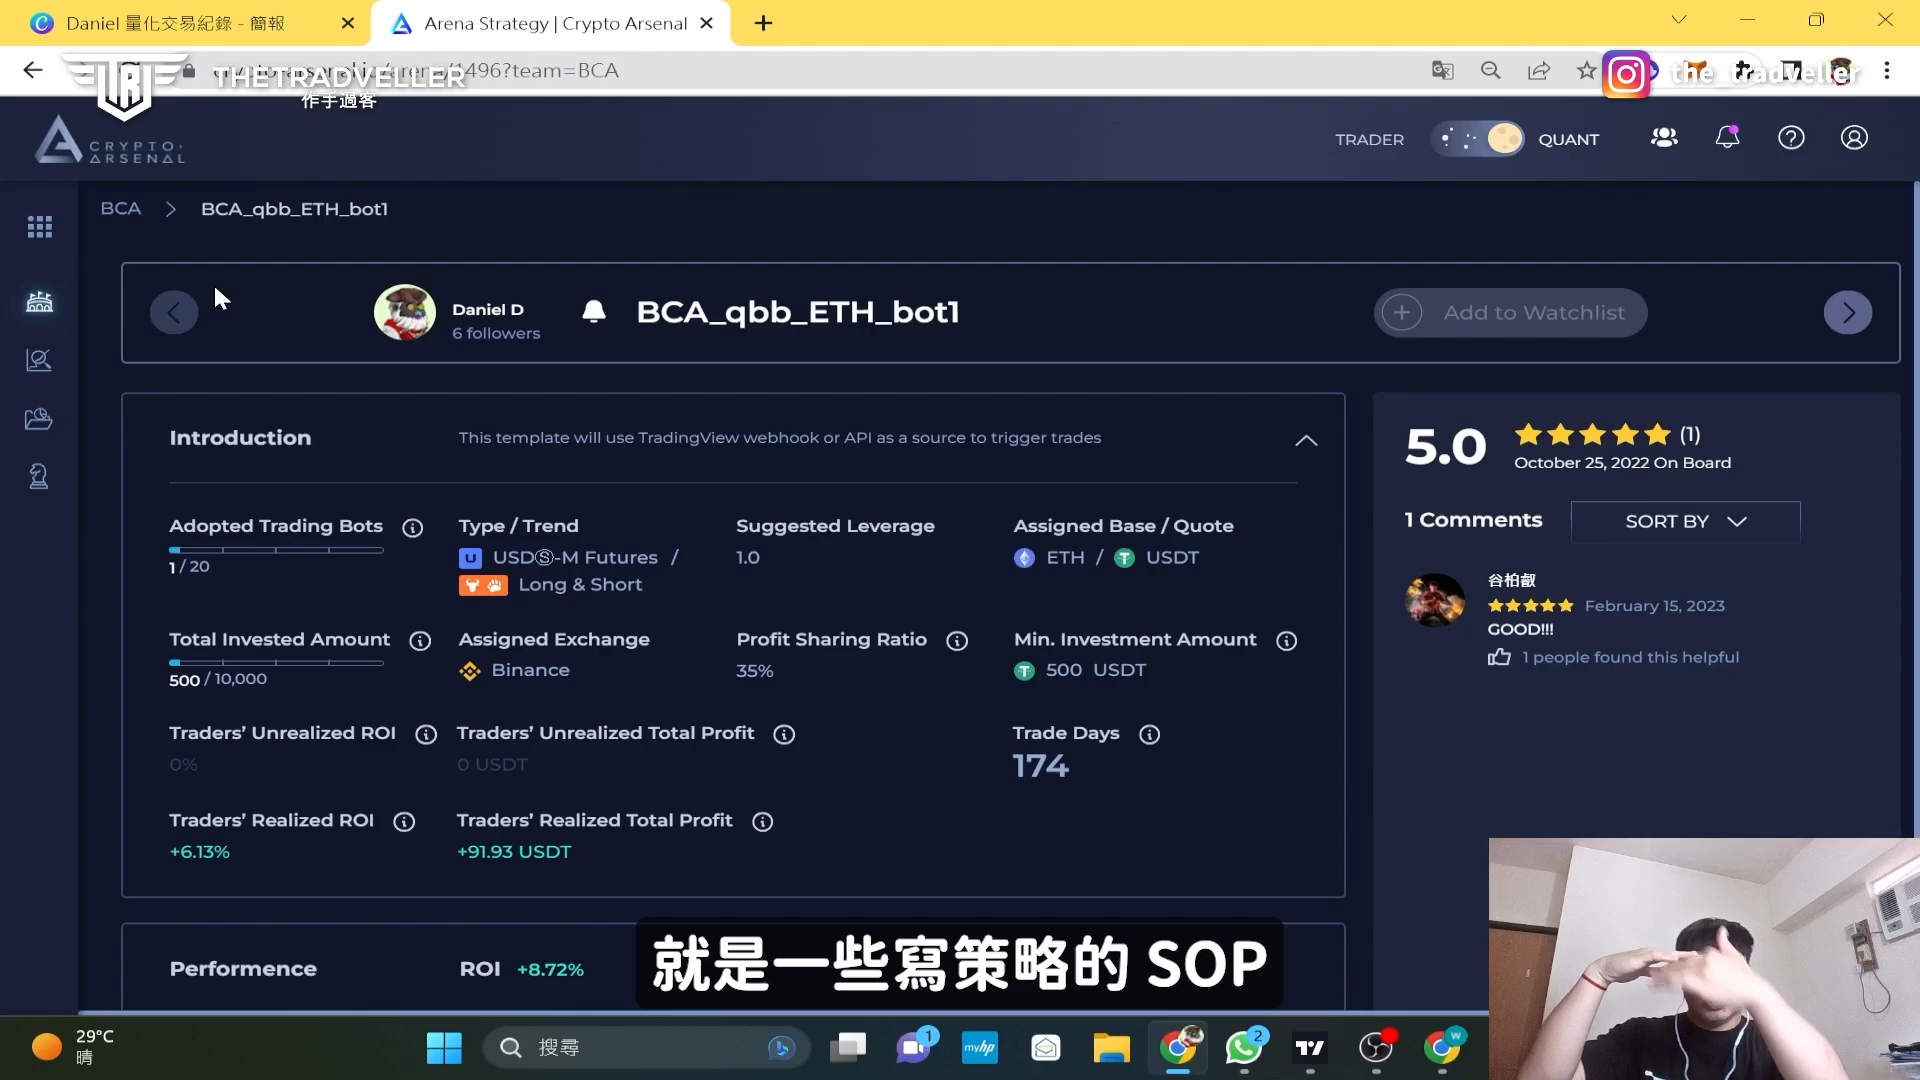 Daniel 量化交易紀錄 - 簡報
Arena Strategy | Crypto Arsenal
THETRADVELLER
作手過客
1496?team=BCA
the_tradveller
CRYPTO·
ARSENAL
TRADER
QUANT
BCA
BCA_qbb_ETH_bot1
Daniel D
6 followers
BCA_qbb_ETH_bot1
Add to Watchlist
Introduction
This template will use TradingView webhook or API as a source to trigger trades
Adopted Trading Bots
1 / 20
Type / Trend
USDⓈ-M Futures /
Long & Short
Suggested Leverage
1.0
Assigned Base / Quote
ETH / USDT
Total Invested Amount
500 / 10,000
Assigned Exchange
Binance
Profit Sharing Ratio
35%
Min. Investment Amount
500 USDT
Traders’ Unrealized ROI
0%
Traders’ Unrealized Total Profit
0 USDT
Trade Days
174
Traders’ Realized ROI
+6.13%
Traders’ Realized Total Profit
+91.93 USDT
5.0
(1)
October 25, 2022 On Board
1 Comments
SORT BY
谷柏叡
February 15, 2023
GOOD!!!
1 people found this helpful
Performence
ROI +8.72%
就是一些寫策略的 SOP
29°C
晴
搜尋
1
myhp
2
W